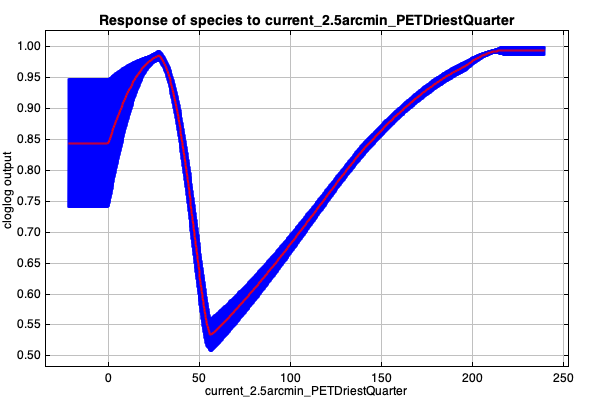 Response of species to current_2.5arcmin_PETDriestQuarter
cloglog output
1.00
0.95
0.90
0.85
0.80
0.75
0.70
0.65
0.60
0.55
0.50
0 50 100 150 200 250
current_2.5arcmin_PETDriestQuarter